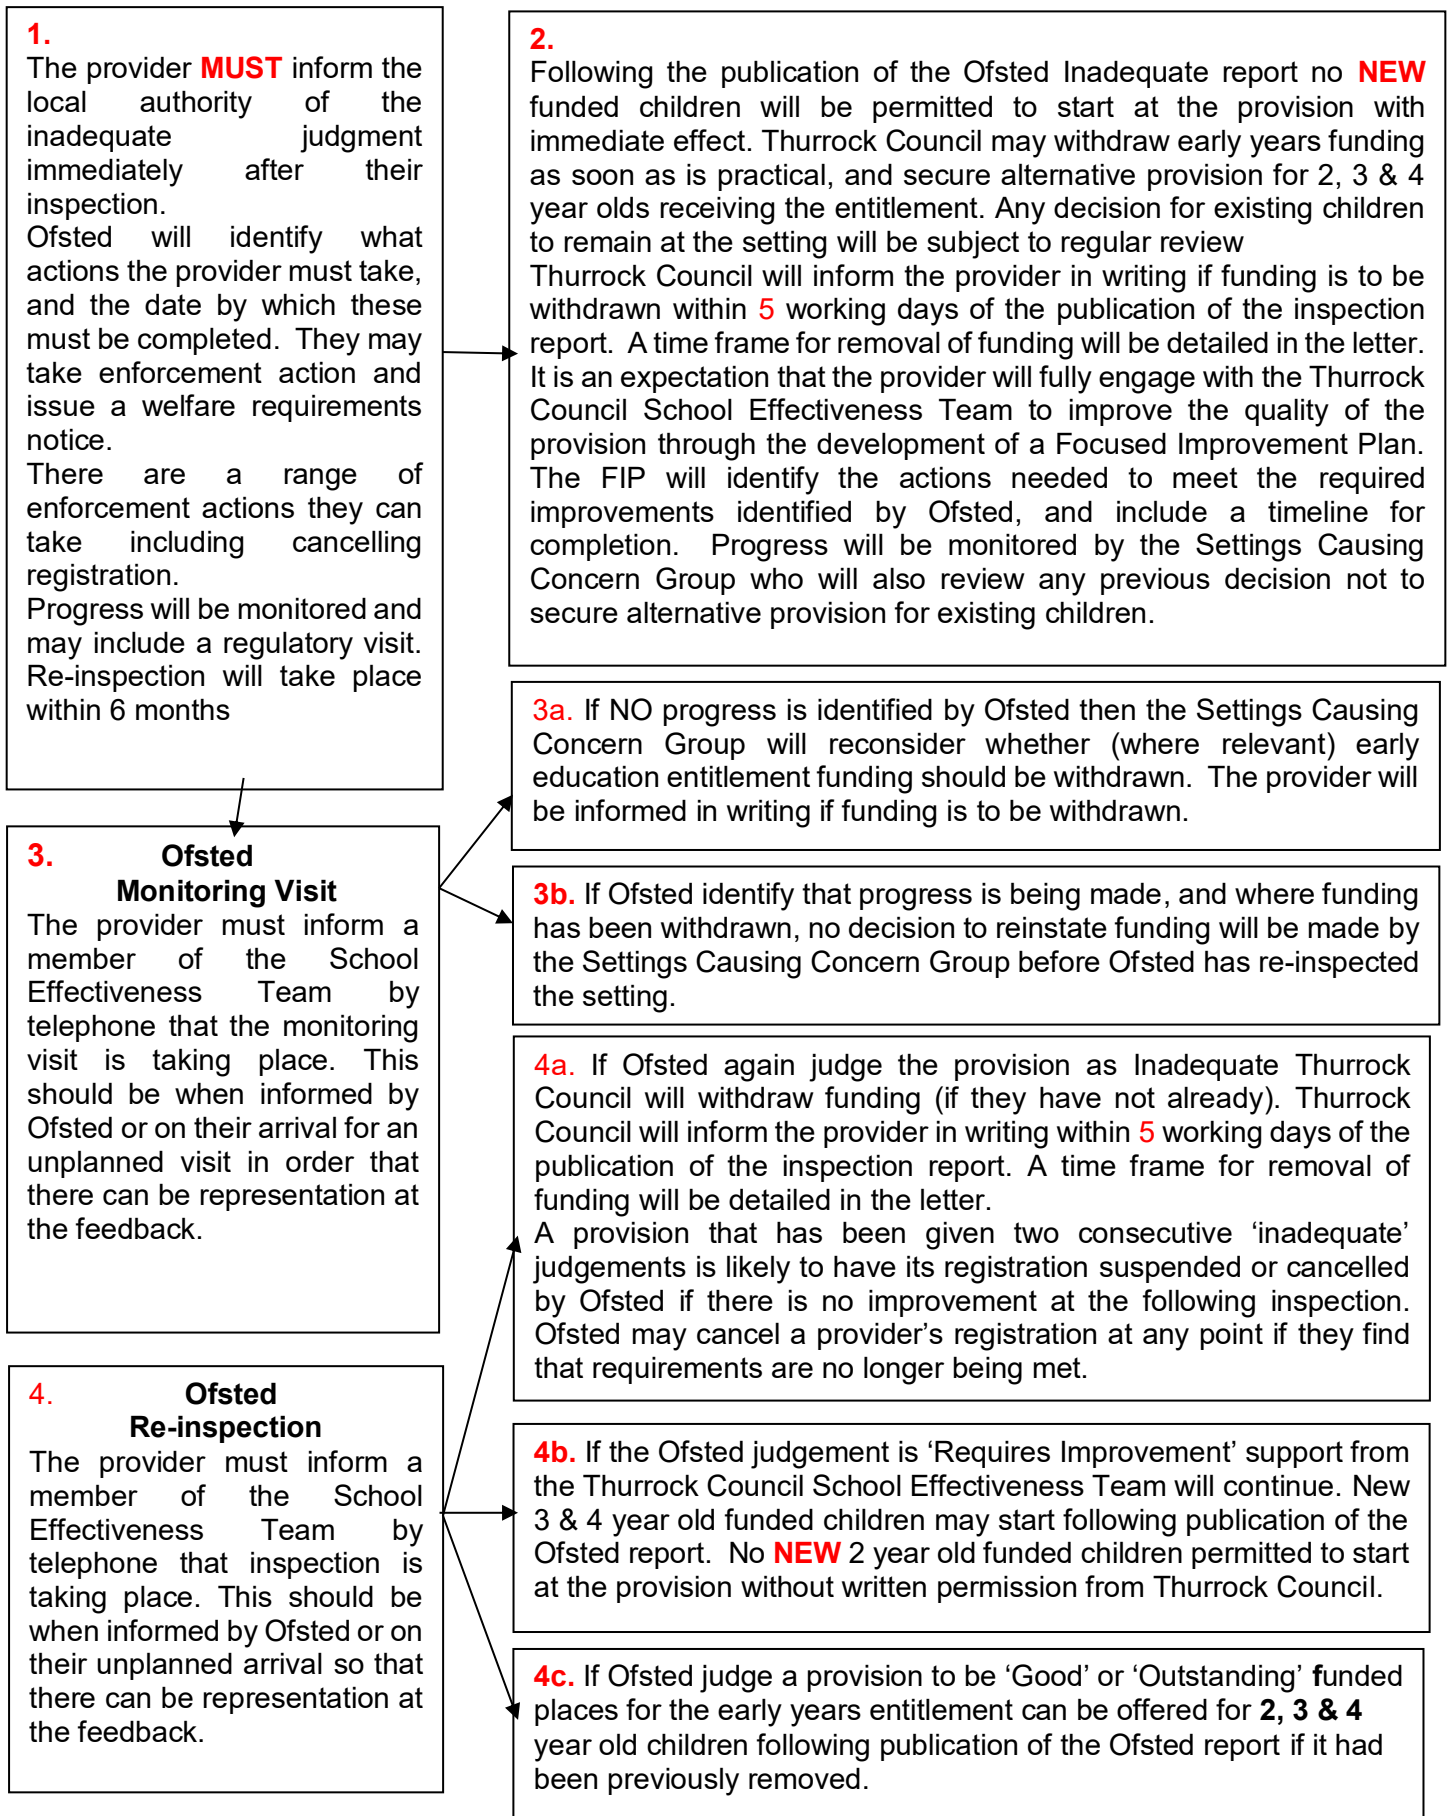 1.
The provider MUST inform the
local authority of the
inadequate judgment
immediately after their
inspection.
Ofsted will identify what
actions the provider must take,
and the date by which these
must be completed. They may
take enforcement action and
issue a welfare requirements
notice.
There are a range of
enforcement actions they can
take including cancelling
registration.
Progress will be monitored and
may include a regulatory visit.
Re-inspection will take place
within 6 months
2.
Following the publication of the Ofsted Inadequate report no NEW
funded children will be permitted to start at the provision with
immediate effect. Thurrock Council may withdraw early years funding
as soon as is practical, and secure alternative provision for 2, 3 & 4
year olds receiving the entitlement. Any decision for existing children
to remain at the setting will be subject to regular review
Thurrock Council will inform the provider in writing if funding is to be
withdrawn within 5 working days of the publication of the inspection
report. A time frame for removal of funding will be detailed in the letter.
It is an expectation that the provider will fully engage with the Thurrock
Council School Effectiveness Team to improve the quality of the
provision through the development of a Focused Improvement Plan.
The FIP will identify the actions needed to meet the required
improvements identified by Ofsted, and include a timeline for
completion. Progress will be monitored by the Settings Causing
Concern Group who will also review any previous decision not to
secure alternative provision for existing children.
3. Ofsted
Monitoring Visit
The provider must inform a
member of the School
Effectiveness Team by
telephone that the monitoring
visit is taking place. This
should be when informed by
Ofsted or on their arrival for an
unplanned visit in order that
there can be representation at
the feedback.
3a. If NO progress is identified by Ofsted then the Settings Causing
Concern Group will reconsider whether (where relevant) early
education entitlement funding should be withdrawn. The provider will
be informed in writing if funding is to be withdrawn.
3b. If Ofsted identify that progress is being made, and where funding
has been withdrawn, no decision to reinstate funding will be made by
the Settings Causing Concern Group before Ofsted has re-inspected
the setting.
4. Ofsted
Re-inspection
The provider must inform a
member of the School
Effectiveness Team by
telephone that inspection is
taking place. This should be
when informed by Ofsted or on
their unplanned arrival so that
there can be representation at
the feedback.
4a. If Ofsted again judge the provision as Inadequate Thurrock
Council will withdraw funding (if they have not already). Thurrock
Council will inform the provider in writing within 5 working days of the
publication of the inspection report. A time frame for removal of
funding will be detailed in the letter.
A provision that has been given two consecutive ‘inadequate’
judgements is likely to have its registration suspended or cancelled
by Ofsted if there is no improvement at the following inspection.
Ofsted may cancel a provider’s registration at any point if they find
that requirements are no longer being met.
4b. If the Ofsted judgement is ‘Requires Improvement’ support from
the Thurrock Council School Effectiveness Team will continue. New
3 & 4 year old funded children may start following publication of the
Ofsted report. No NEW 2 year old funded children permitted to start
at the provision without written permission from Thurrock Council.
4c. If Ofsted judge a provision to be ‘Good’ or ‘Outstanding’ funded
places for the early years entitlement can be offered for 2, 3 & 4
year old children following publication of the Ofsted report if it had
been previously removed.